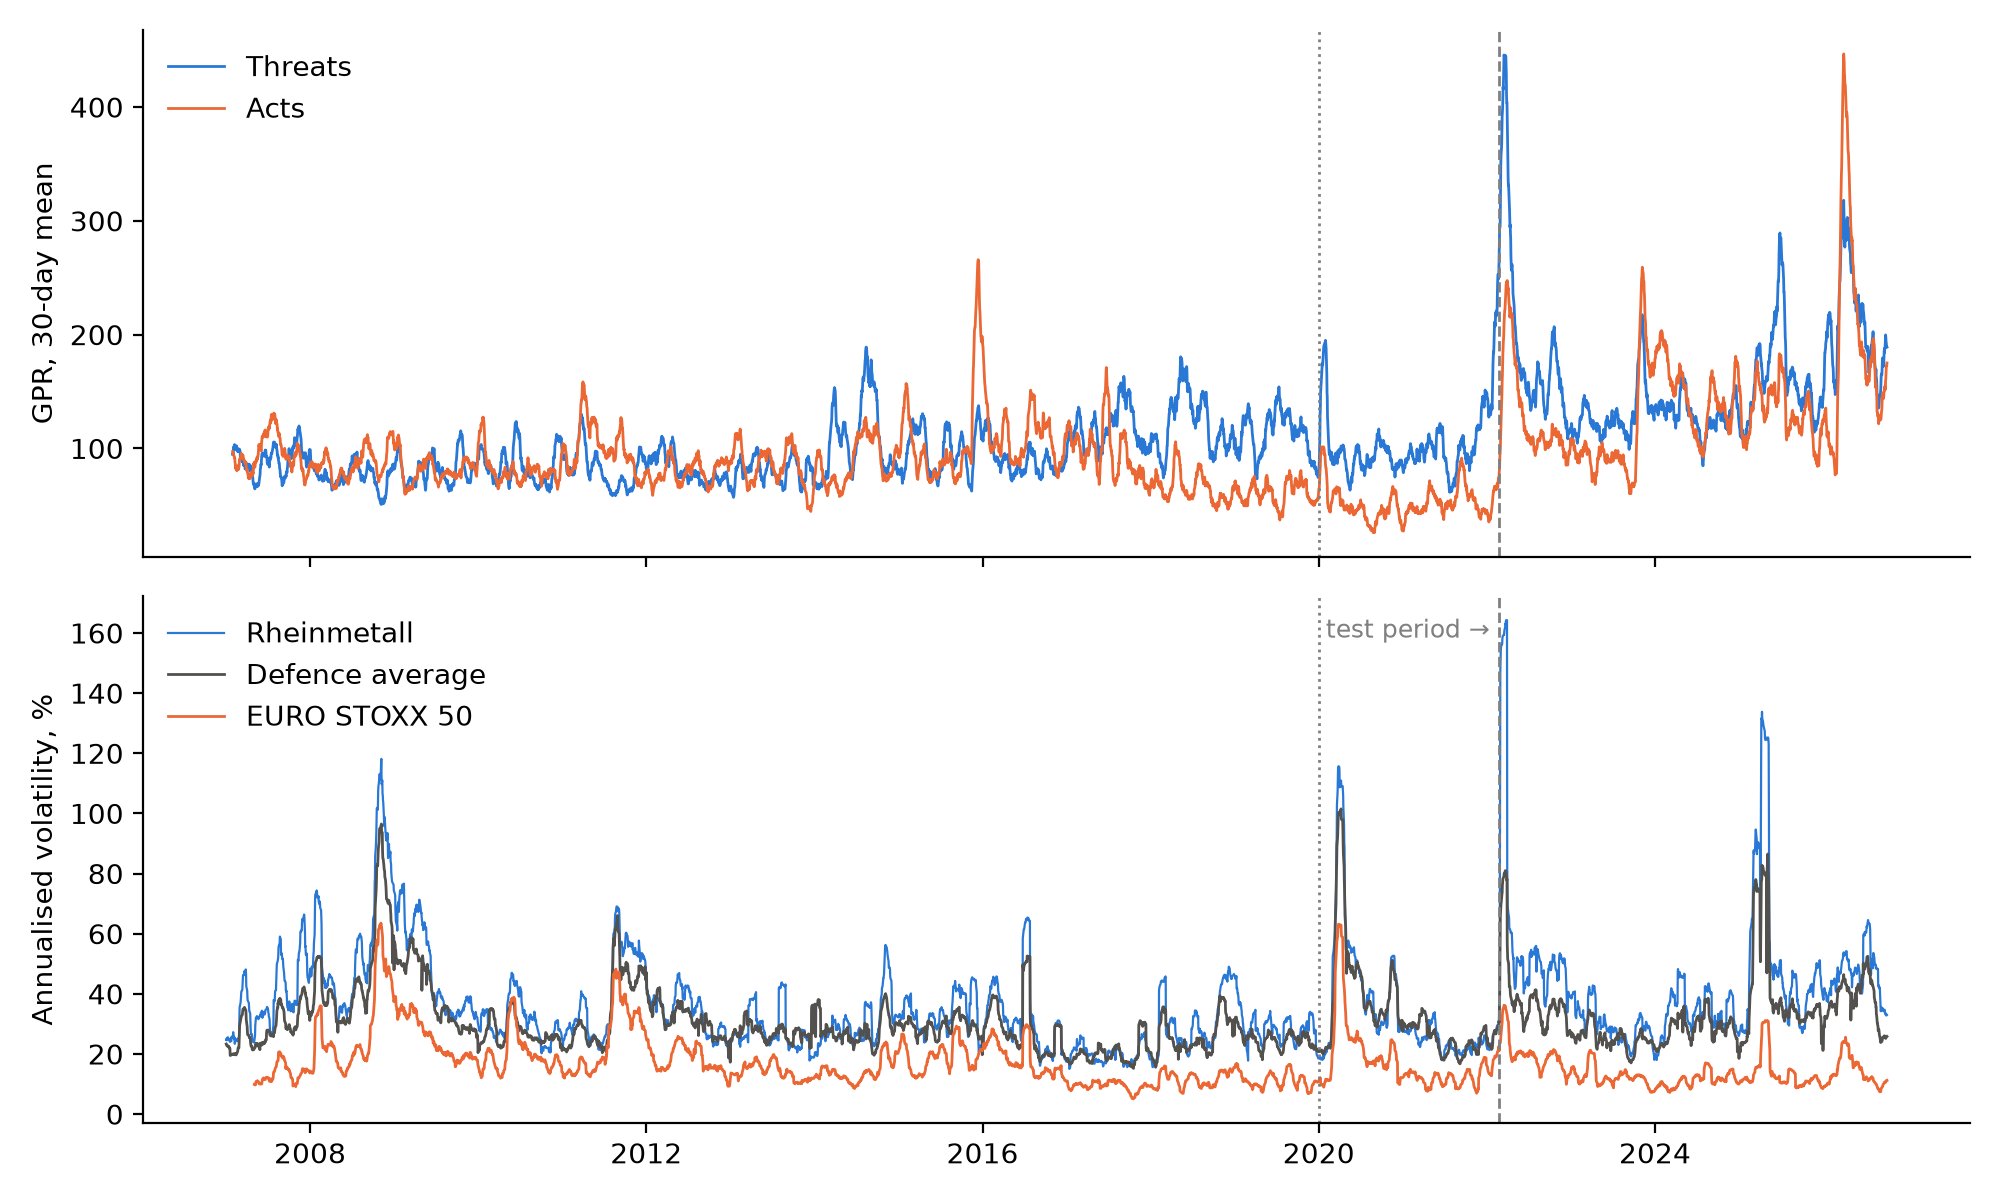 Threats
Acts
400
300
200
100
GPR, 30-day mean
Rheinmetall
Defence average
EURO STOXX 50
test period →
160
140
120
100
80
60
40
20
0
Annualised volatility, %
2008
2012
2016
2020
2024